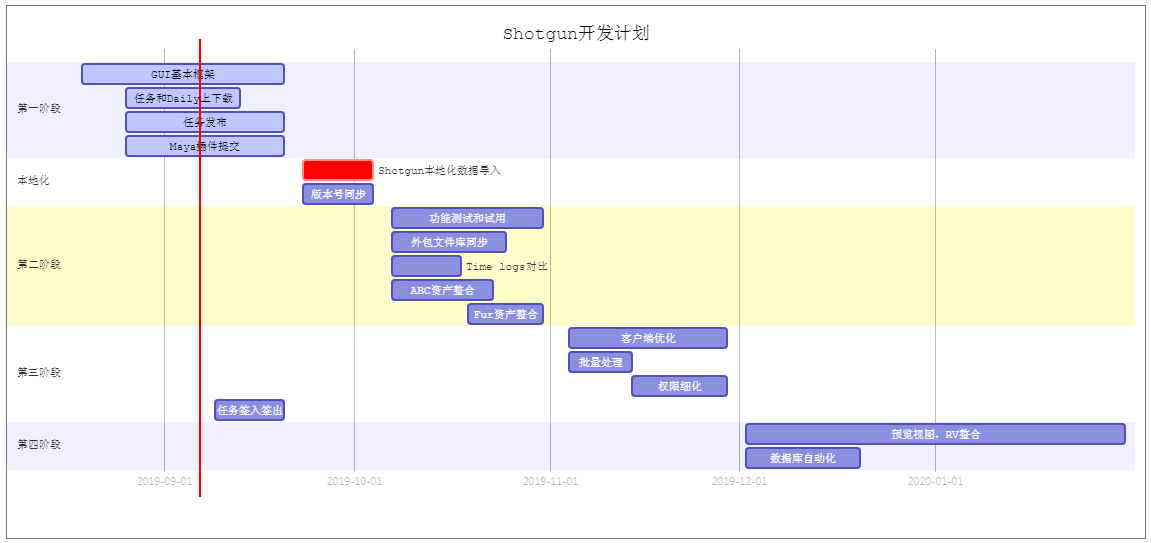 Shotgun开发计划
第一阶段
GUI基本框架
任务和Daily上下载
任务发布
Maya插件提交
本地化
Shotgun本地化数据导入
版本号同步
第二阶段
功能测试和试用
外包文件库同步
Time logs对比
ABC资产整合
Fur资产整合
第三阶段
客户端优化
批量处理
权限细化
任务签入签出
第四阶段
预览视图，RV整合
数据库自动化
2019-09-01
2019-10-01
2019-11-01
2019-12-01
2020-01-01